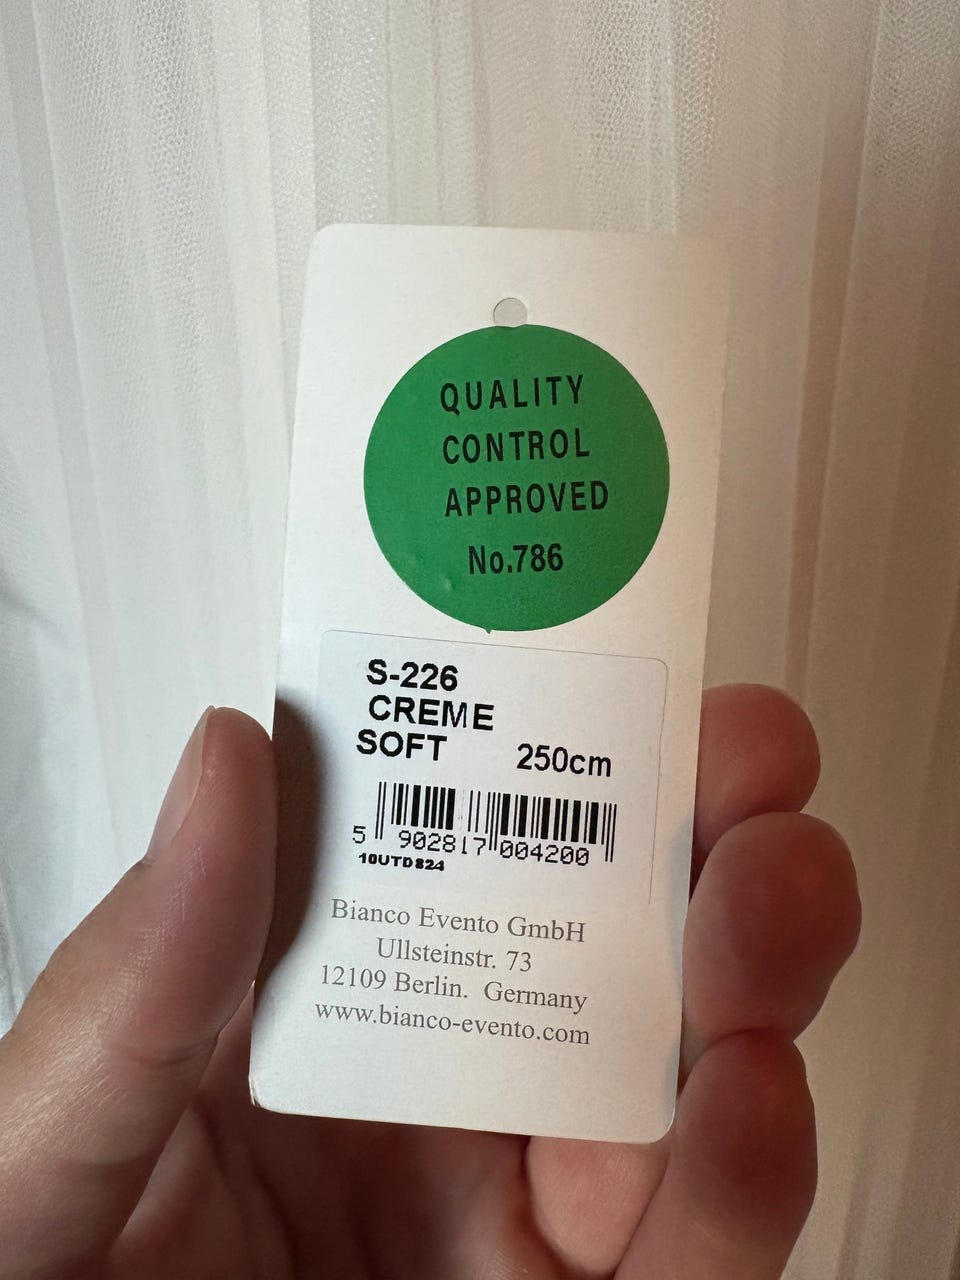 QUALITY
CONTROL
APPROVED
No.786
S-226
CREME
SOFT 250cm
5 902817 004200
10UTD824
Bianco Evento GmbH
Ullsteinstr. 73
12109 Berlin. Germany
www.bianco-evento.com